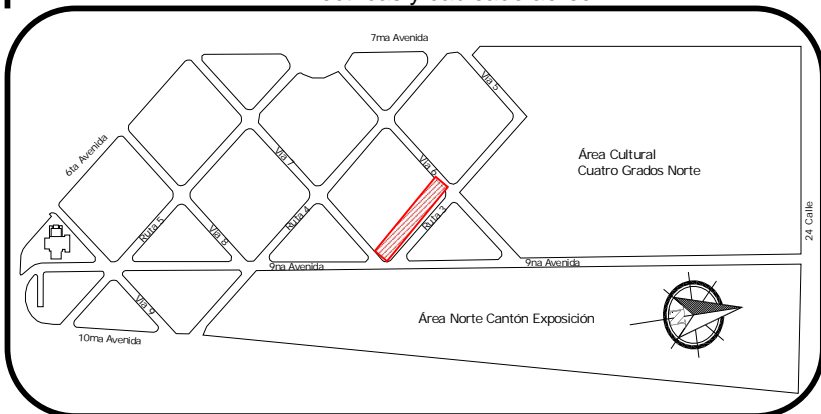 7ma Avenida
Vía 5
6ta Avenida
Vía 7
Vía 6
Área Cultural
Cuatro Grados Norte
Ruta 5
Vía 8
Ruta 4
Ruta 3
24 Calle
9na Avenida
9na Avenida
Vía 9
10ma Avenida
Área Norte Cantón Exposición